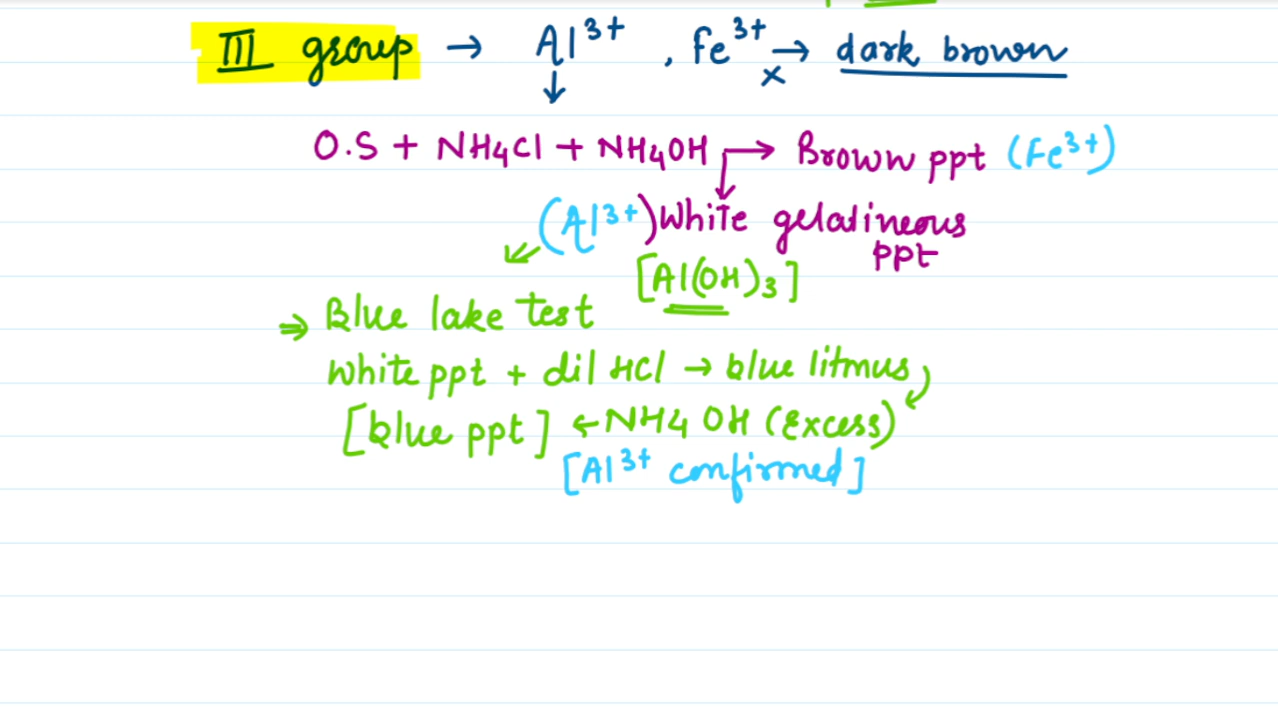 III group → Al³⁺ , Fe³⁺ → dark brown
↓ x
O.S + NH4Cl + NH4OH → Brown ppt (Fe³⁺)
(Al³⁺) White gelatineous
ppt
[Al(OH)3]
⇒ Blue lake test
white ppt + dil HCl → blue litmus
[blue ppt] ← NH4OH (Excess)
[Al³⁺ confirmed]